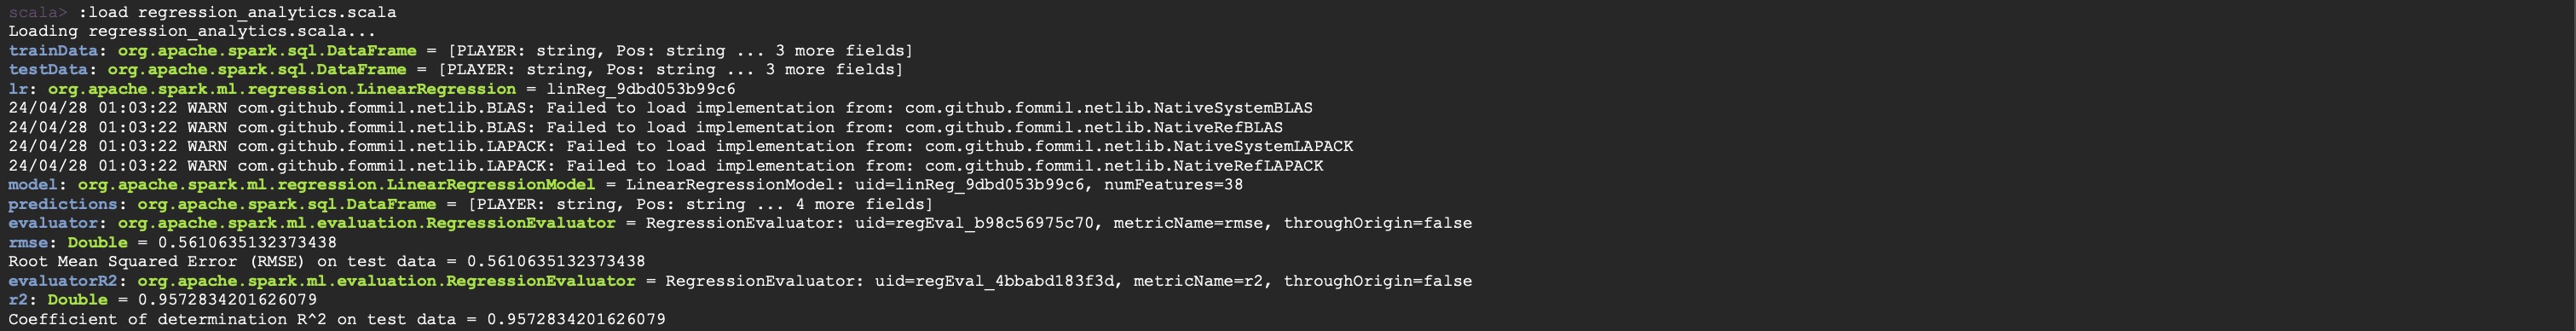 scala> :load regression_analytics.scala
Loading regression_analytics.scala...
trainData: org.apache.spark.sql.DataFrame = [PLAYER: string, Pos: string ... 3 more fields]
testData: org.apache.spark.sql.DataFrame = [PLAYER: string, Pos: string ... 3 more fields]
lr: org.apache.spark.ml.regression.LinearRegression = linReg_9dbd053b99c6
24/04/28 01:03:22 WARN com.github.fommil.netlib.BLAS: Failed to load implementation from: com.github.fommil.netlib.NativeSystemBLAS
24/04/28 01:03:22 WARN com.github.fommil.netlib.BLAS: Failed to load implementation from: com.github.fommil.netlib.NativeRefBLAS
24/04/28 01:03:22 WARN com.github.fommil.netlib.LAPACK: Failed to load implementation from: com.github.fommil.netlib.NativeSystemLAPACK
24/04/28 01:03:22 WARN com.github.fommil.netlib.LAPACK: Failed to load implementation from: com.github.fommil.netlib.NativeRefLAPACK
model: org.apache.spark.ml.regression.LinearRegressionModel = LinearRegressionModel: uid=linReg_9dbd053b99c6, numFeatures=38
predictions: org.apache.spark.sql.DataFrame = [PLAYER: string, Pos: string ... 4 more fields]
evaluator: org.apache.spark.ml.evaluation.RegressionEvaluator = RegressionEvaluator: uid=regEval_b98c56975c70, metricName=rmse, throughOrigin=false
rmse: Double = 0.5610635132373438
Root Mean Squared Error (RMSE) on test data = 0.5610635132373438
evaluatorR2: org.apache.spark.ml.evaluation.RegressionEvaluator = RegressionEvaluator: uid=regEval_4bbabd183f3d, metricName=r2, throughOrigin=false
r2: Double = 0.9572834201626079
Coefficient of determination R^2 on test data = 0.9572834201626079